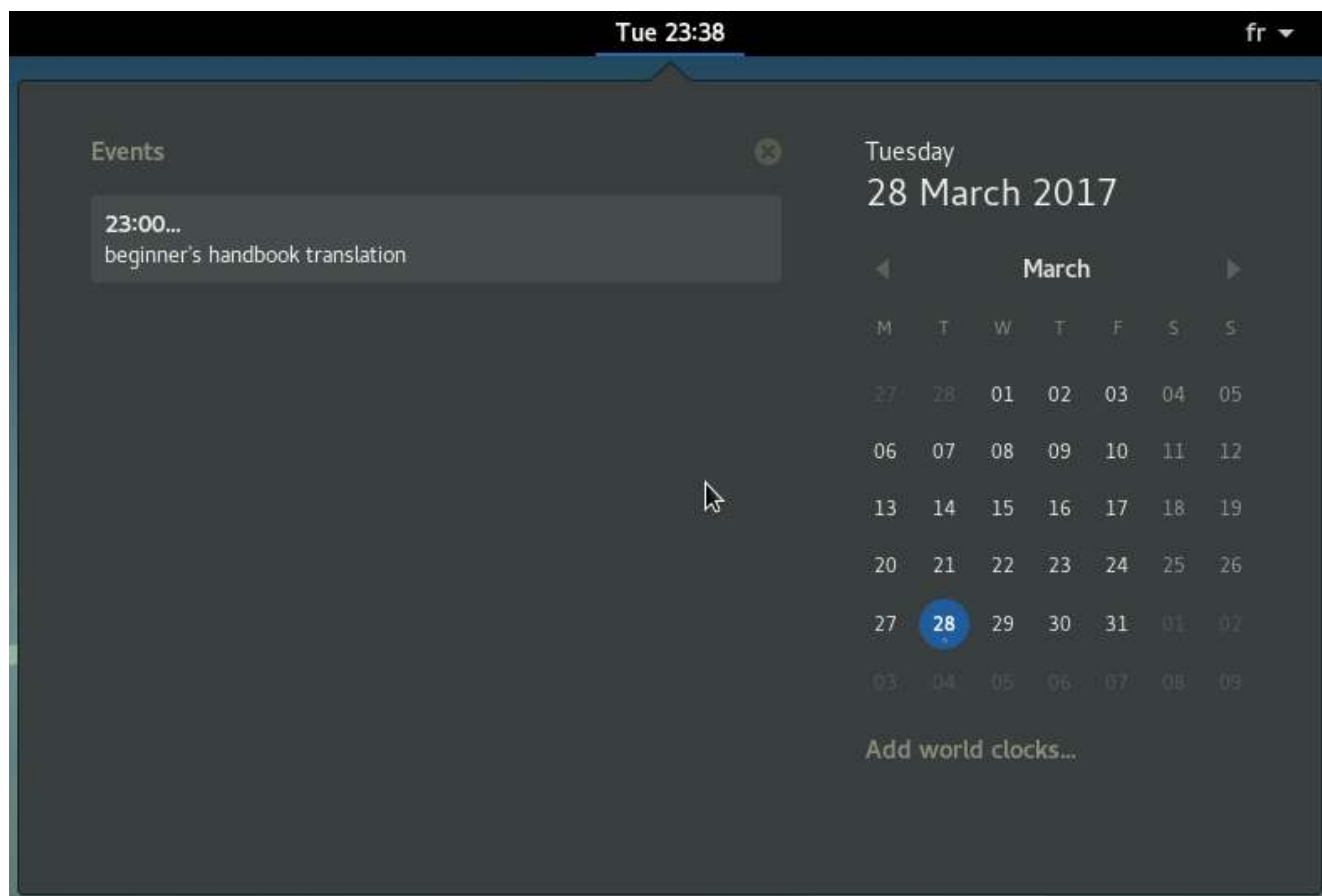 Tue 23:38
fr
Events
23:00...
beginner's handbook translation
Tuesday
28 March 2017
March
M T W T F S S
27 28 01 02 03 04 05
06 07 08 09 10 11 12
13 14 15 16 17 18 19
20 21 22 23 24 25 26
27 28 29 30 31 01 02
03 04 05 06 07 08 09
Add world clocks...